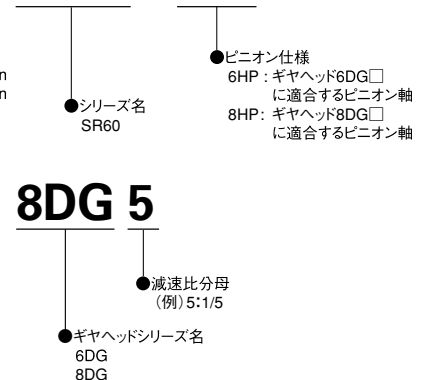 ピニオン仕様
6HP : ギヤヘッド6DG□
に適合するピニオン軸
8HP : ギヤヘッド8DG□
に適合するピニオン軸
n
n
シリーズ名
SR60
8DG 5
減速比分母
（例）5:1/5
ギヤヘッドシリーズ名
6DG
8DG